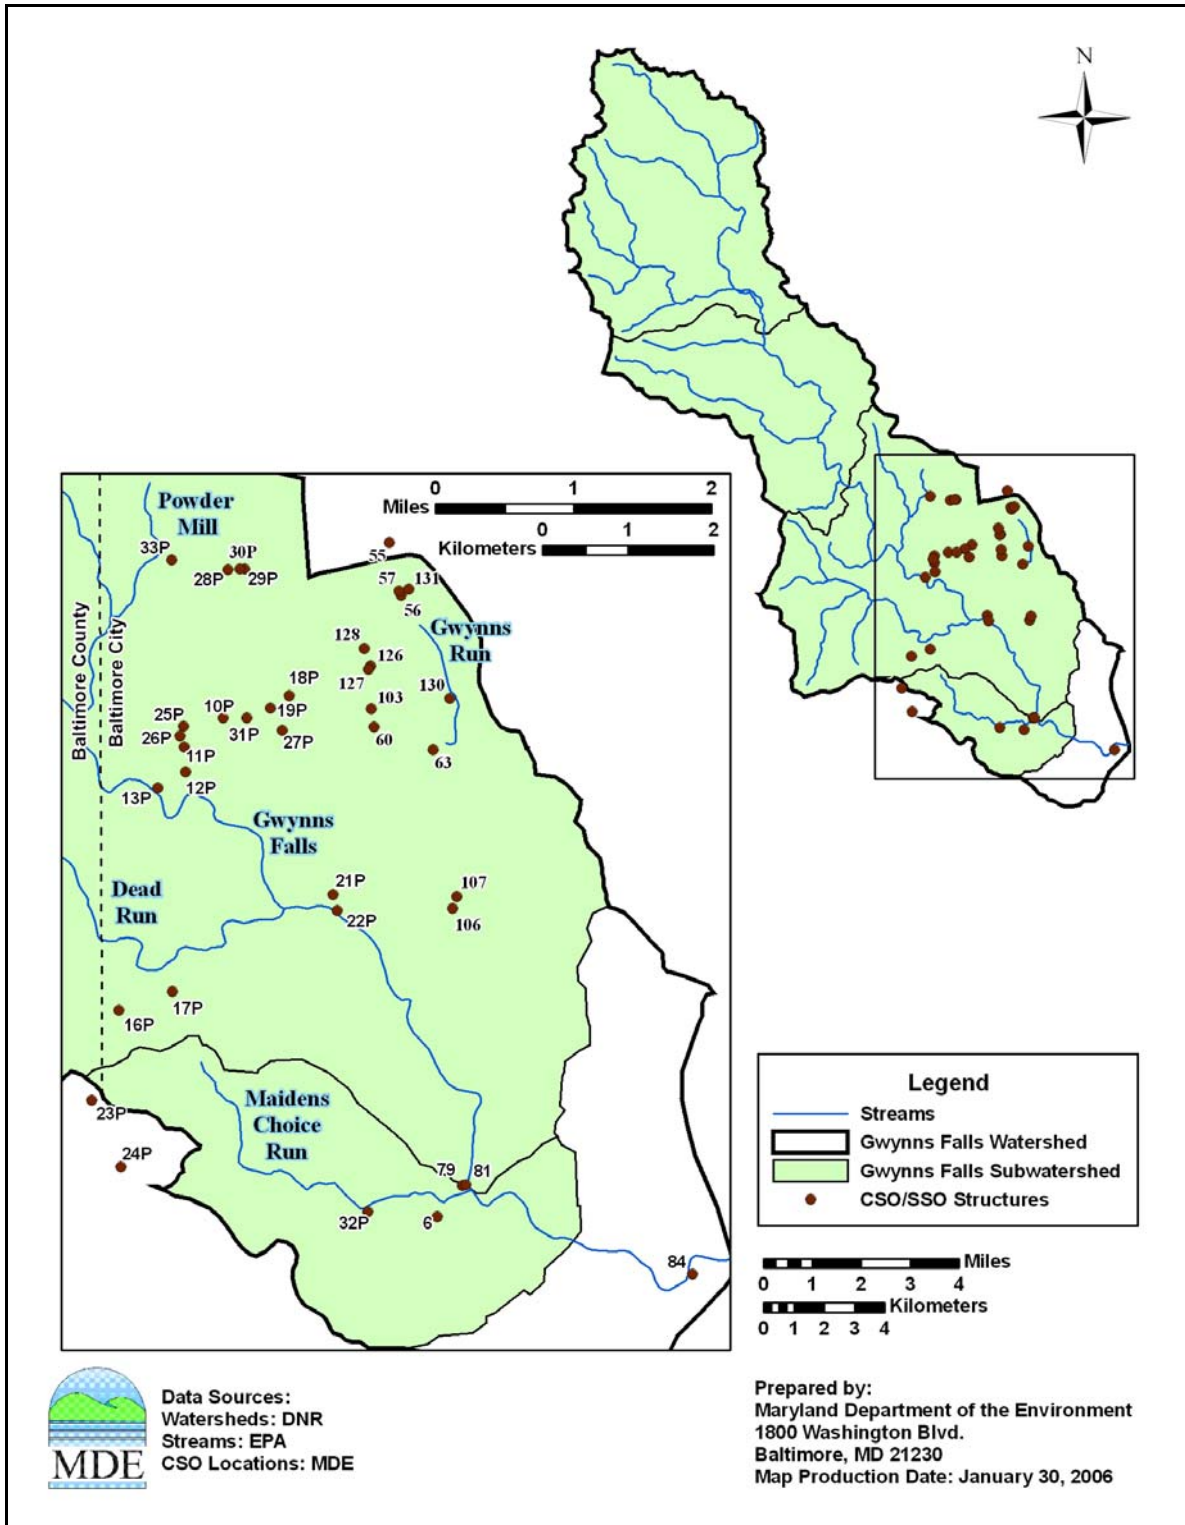 N
Powder
Mill
33P
30P
28P
29P
0 1 2
Miles
0 1 2
Kilometers
55
57
131
56
Gwynns
Run
128
126
127
130
103
60
63
18P
10P
19P
25P
31P
27P
26P
11P
12P
13P
Baltimore County
Baltimore City
Gwynns
Falls
Dead
Run
21P
22P
107
106
17P
16P
23P
24P
Maidens
Choice
Run
79
81
32P
6
84
Legend
Streams
Gwynns Falls Watershed
Gwynns Falls Subwatershed
CSO/SSO Structures
Miles
0 1 2 3 4
Kilometers
0 1 2 3 4
MDE
Data Sources:
Watersheds: DNR
Streams: EPA
CSO Locations: MDE
Prepared by:
Maryland Department of the Environment
1800 Washington Blvd.
Baltimore, MD 21230
Map Production Date: January 30, 2006